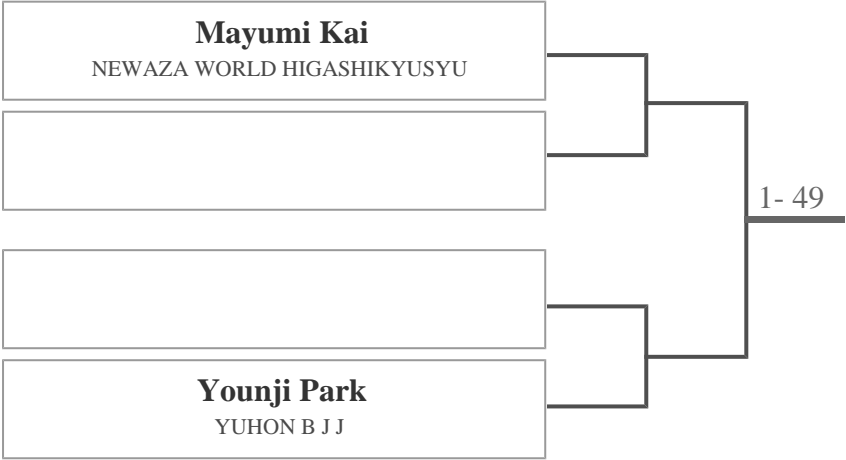 Mayumi Kai
NEWAZA WORLD HIGASHIKYUSYU
1- 49
Younji Park
YUHON B J J